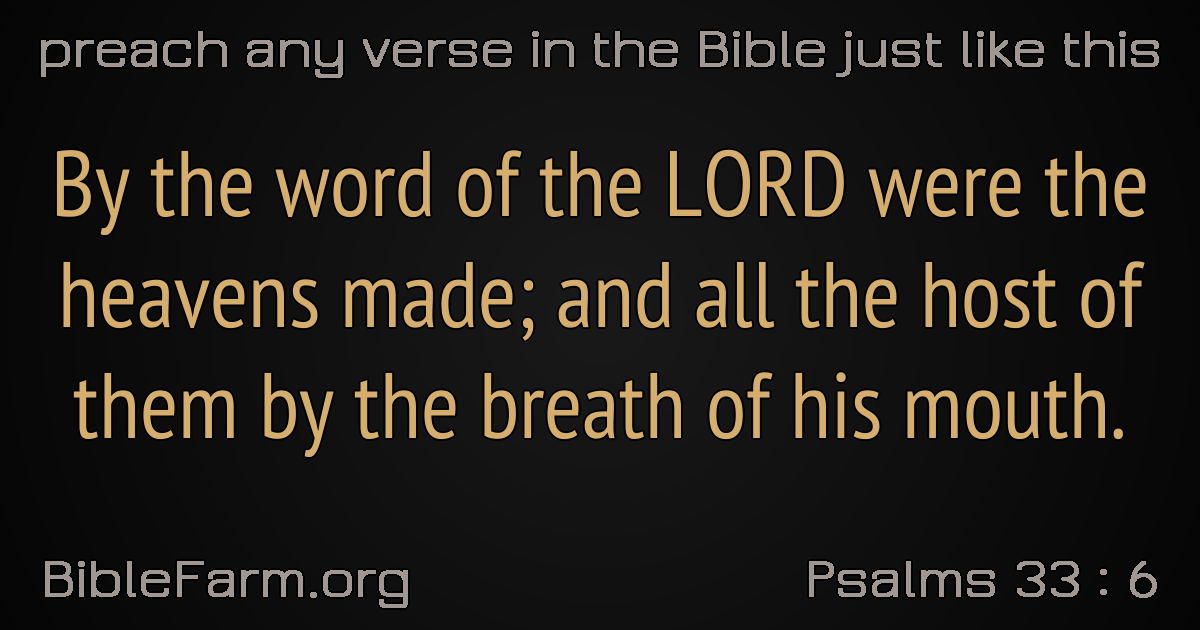 preach any verse in the Bible just like this
By the word of the LORD were the
heavens made; and all the host of
them by the breath of his mouth.
BibleFarm.org
Psalms 33 : 6